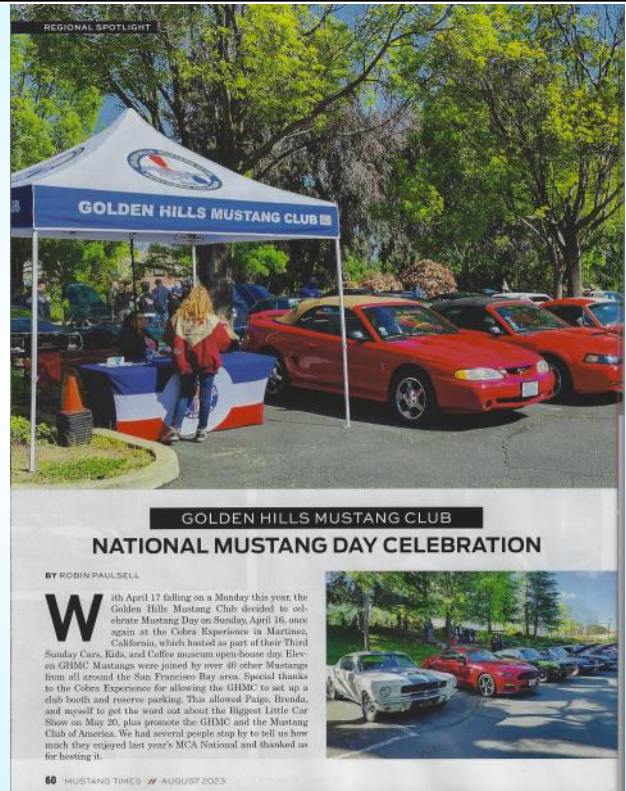 REGIONAL SPOTLIGHT
GOLDEN HILLS MUSTANG CLUB
GOLDEN HILLS MUSTANG CLUB
NATIONAL MUSTANG DAY CELEBRATION
BY ROBIN PAULSELL
With April 17 falling on a Monday this year, the
Golden Hills Mustang Club decided to cel-
ebrate Mustang Day on Sunday, April 16, once
again at the Cobra Experience in Martinez,
California, which hosted as part of their Third
Sunday Cars, Kids, and Coffee museum open-house day. Elev-
en GHMC Mustangs were joined by over 40 other Mustangs
from all around the San Francisco Bay area. Special thanks
to the Cobra Experience for allowing the GHMC to set up a
club booth and reserve parking. This allowed Paige, Brenda,
and myself to get the word out about the Biggest Little Car
Show on May 20, plus promote the GHMC and the Mustang
Club of America. We had several people stop by to tell us how
much they enjoyed last year's MCA National and thanked us
for hosting it.
60 MUSTANG TIMES // AUGUST 2023